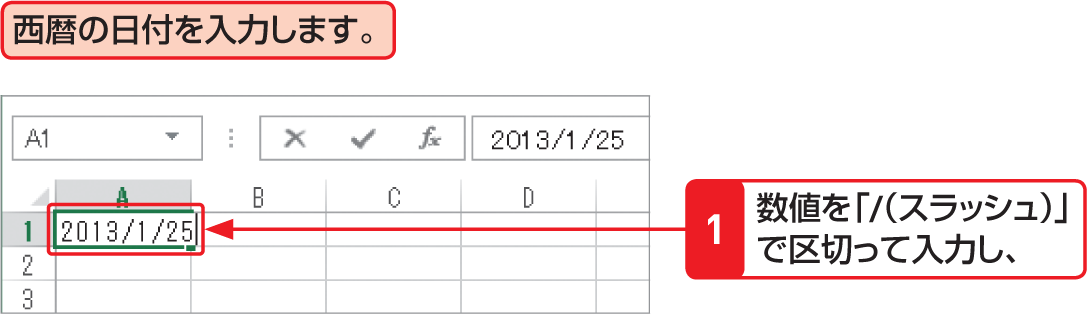 西暦の日付を入力します。
A1 2013/1/25
A B C D
1 2013/1/25
2
3
1 数値を「/(スラッシュ)」
で区切って入力し、